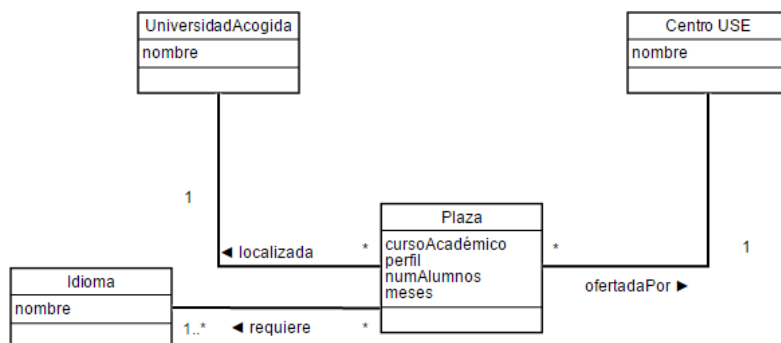 UniversidadAcogida
nombre
Centro USE
nombre
1
Plaza
cursoAcadémico
perfil
numAlumnos
meses
◄ localizada
*
*
1
ofertadaPor ►
Idioma
nombre
1..*
◄ requiere
*